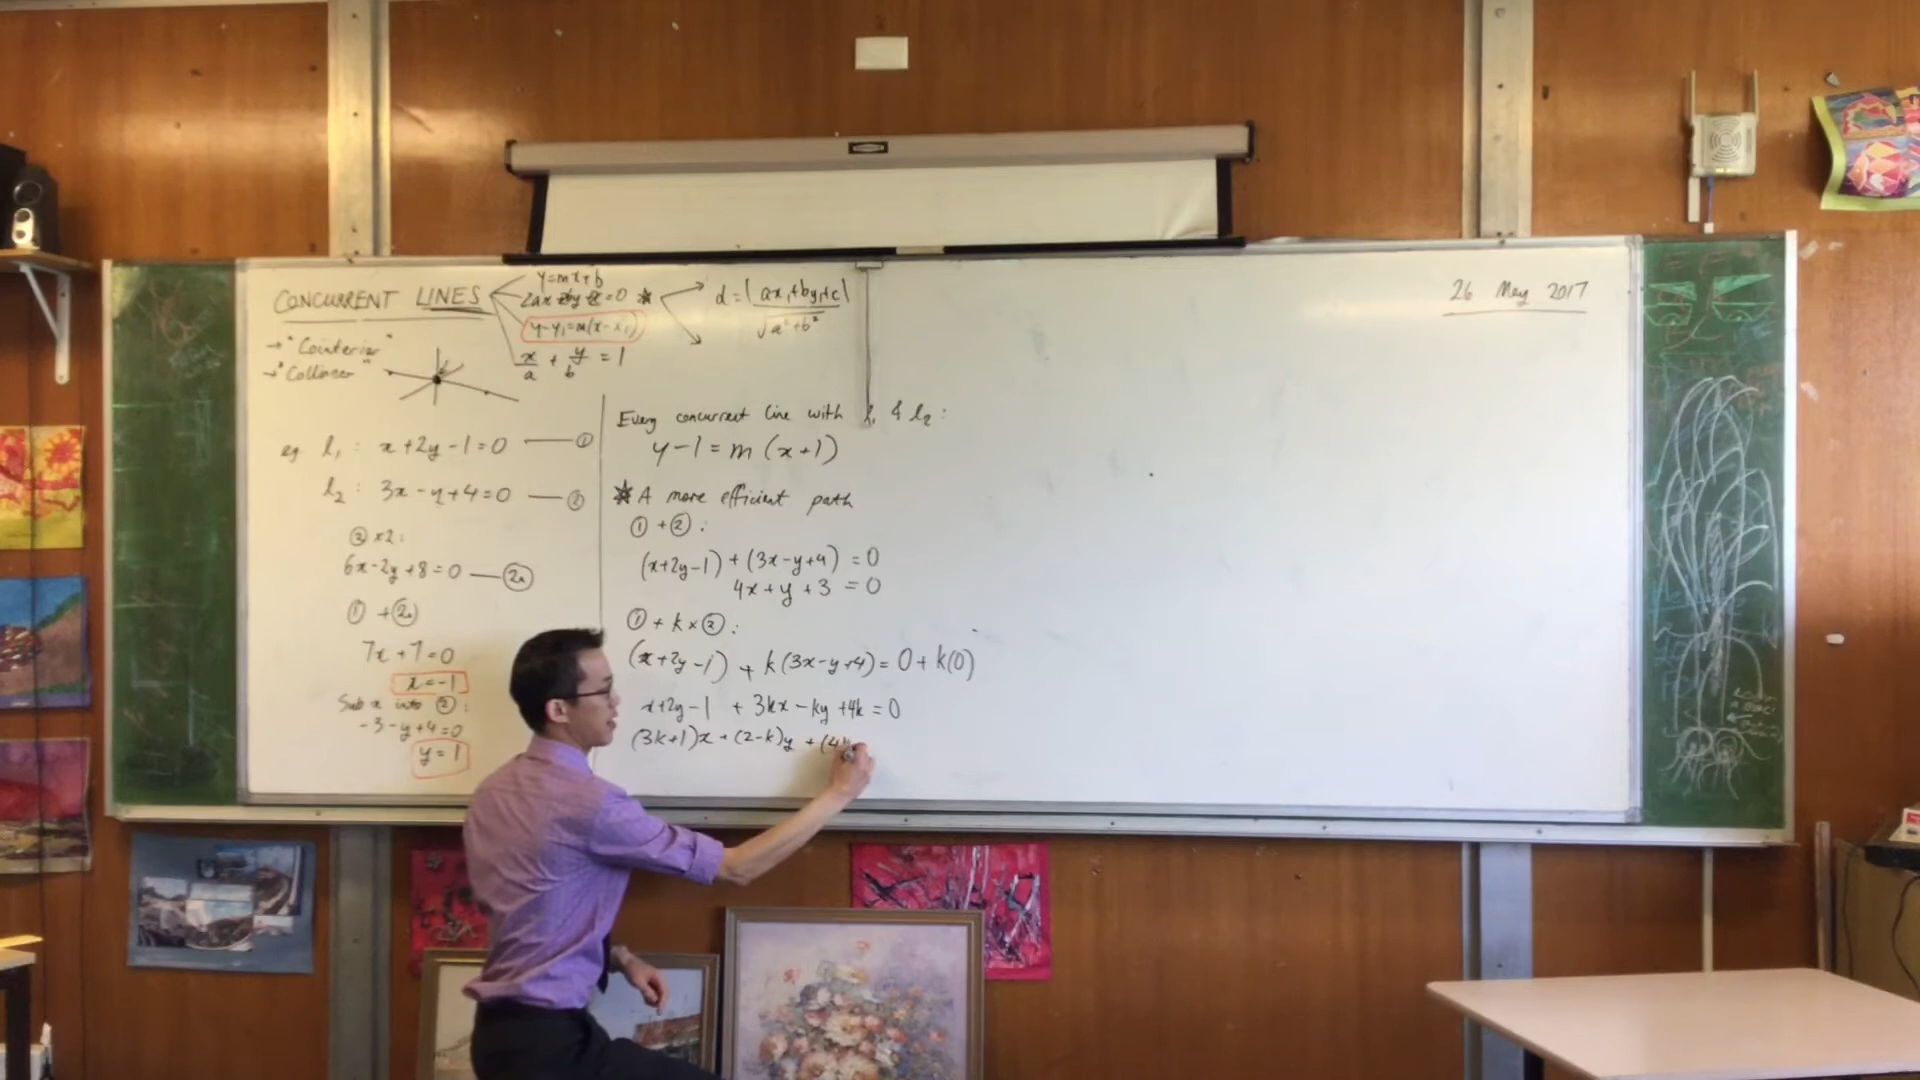 CONCURRENT LINES
y=mx+b
y-y₁=m(x-x₁)
x/a + y/b = 1
d = |ax₁+by₁+c| / √a²+b²
26 May 2017
eg l₁: x+2y-1=0 — ①
l₂: 3x-y+4=0 — ②
② x2:
6x-2y+8=0 — 2a
① + 2a
7x+7=0
x=-1
Sub x into ②:
-3-y+4=0
y=1
Every concurrent line with l₁ & l₂:
y-1=m(x+1)
★ A more efficient path
① + ②:
(x+2y-1)+(3x-y+4)=0
4x+y+3=0
① + k×②:
(x+2y-1)+k(3x-y+4)=0+k(0)
x+2y-1+3kx-ky+4k=0
(3k+1)x+(2-k)y+(4k